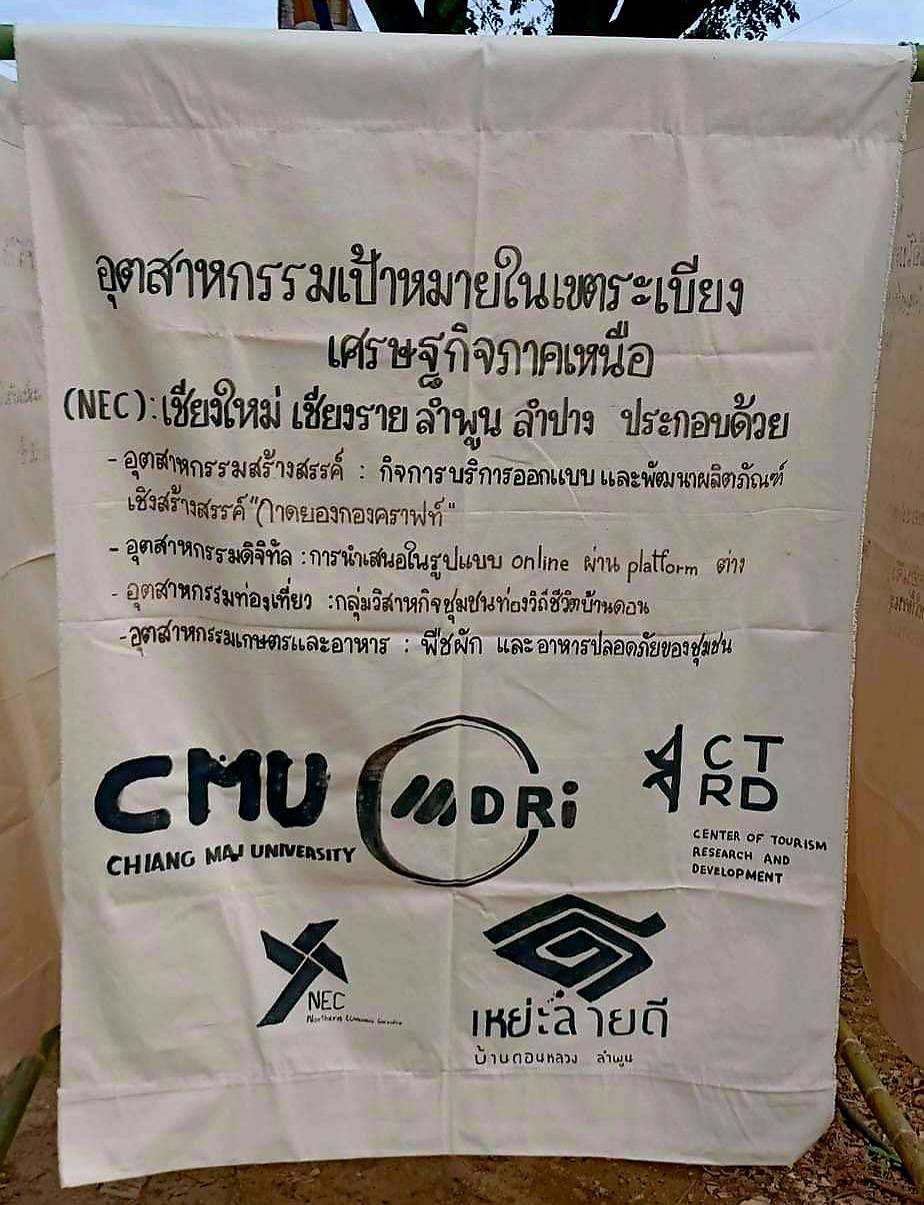 อุตสาหกรรมเป้าหมายในเขตระเบียง
เศรษฐกิจภาคเหนือ
(NEC) : เชียงใหม่ เชียงราย ลำพูน ลำปาง ประกอบด้วย
- อุตสาหกรรมสร้างสรรค์ : กิจการบริการออกแบบ และพัฒนาผลิตภัณฑ์
เชิงสร้างสรรค์ "กาดยองกองคราฟท์"
- อุตสาหกรรมดิจิทัล : การนำเสนอในรูปแบบ online ผ่าน platform ต่าง
- อุตสาหกรรมท่องเที่ยว : กลุ่มวิสาหกิจชุมชนท่องวิถีชีวิตบ้านดอน
- อุตสาหกรรมเกษตรและอาหาร : พืชผัก และอาหารปลอดภัยของชุมชน
CMU
CHIANG MAI UNIVERSITY
DRi
CT
RD
CENTER OF TOURISM
RESEARCH AND
DEVELOPMENT
NEC
Northern
เหย่ะล๋ายดี
บ้านดอนหลวง ลำพูน